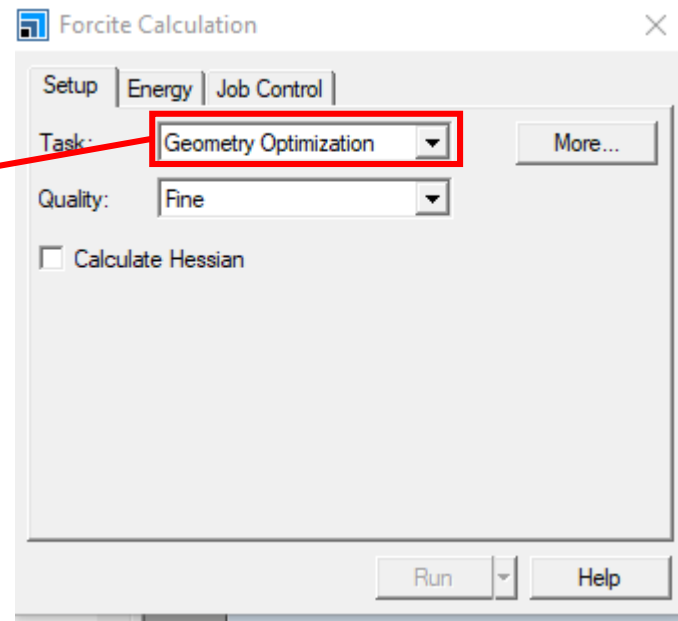 Forcite Calculation
Setup Energy Job Control
Task: Geometry Optimization More...
Quality: Fine
Calculate Hessian
Run Help